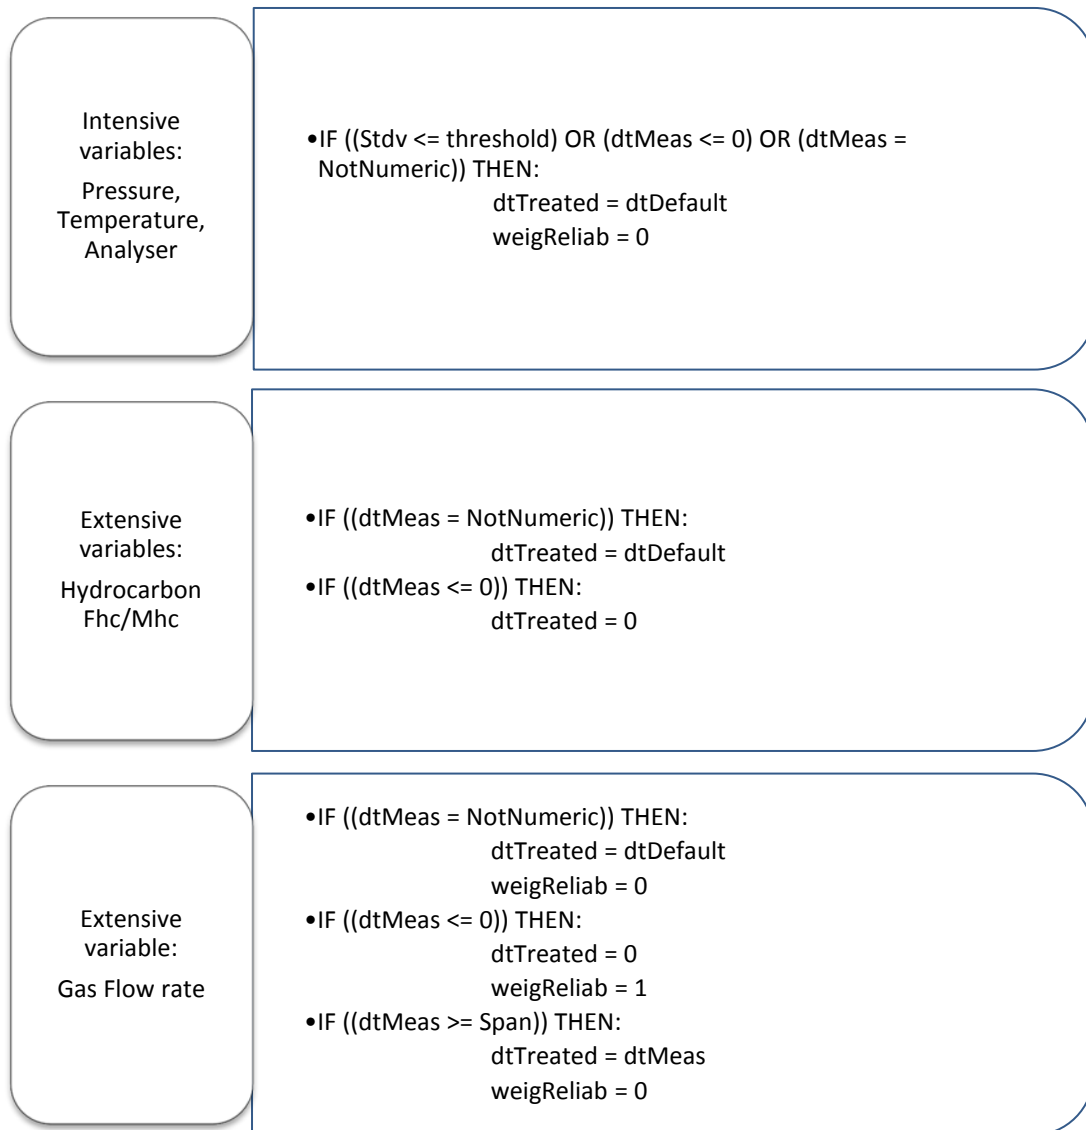 Intensive
variables:
Pressure,
Temperature,
Analyser
•IF ((Stdv <= threshold) OR (dtMeas <= 0) OR (dtMeas =
NotNumeric)) THEN:
dtTreated = dtDefault
weigReliab = 0
Extensive
variables:
Hydrocarbon
Fhc/Mhc
•IF ((dtMeas = NotNumeric)) THEN:
dtTreated = dtDefault
•IF ((dtMeas <= 0)) THEN:
dtTreated = 0
Extensive
variable:
Gas Flow rate
•IF ((dtMeas = NotNumeric)) THEN:
dtTreated = dtDefault
weigReliab = 0
•IF ((dtMeas <= 0)) THEN:
dtTreated = 0
weigReliab = 1
•IF ((dtMeas >= Span)) THEN:
dtTreated = dtMeas
weigReliab = 0